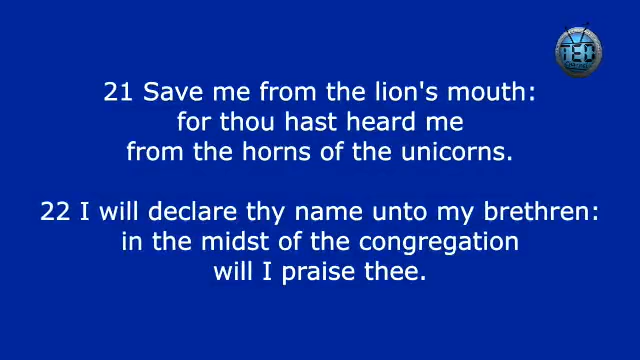 TEO
21 Save me from the lion's mouth:
for thou hast heard me
from the horns of the unicorns.
22 I will declare thy name unto my brethren:
in the midst of the congregation
will I praise thee.